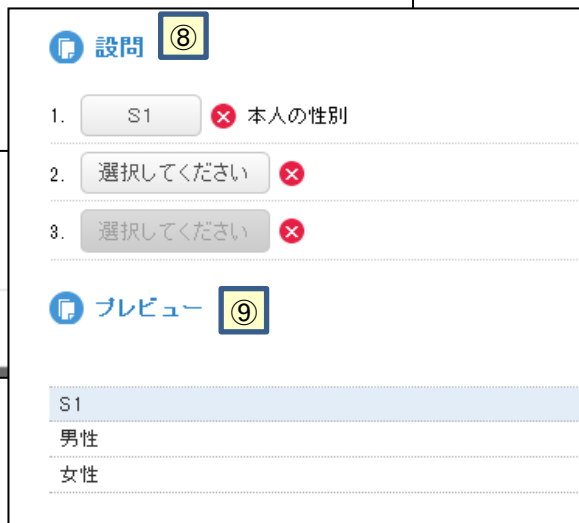 設問 ⑧
1. S1 本人の性別
2. 選択してください
3. 選択してください
プレビュー ⑨
S1
男性
女性